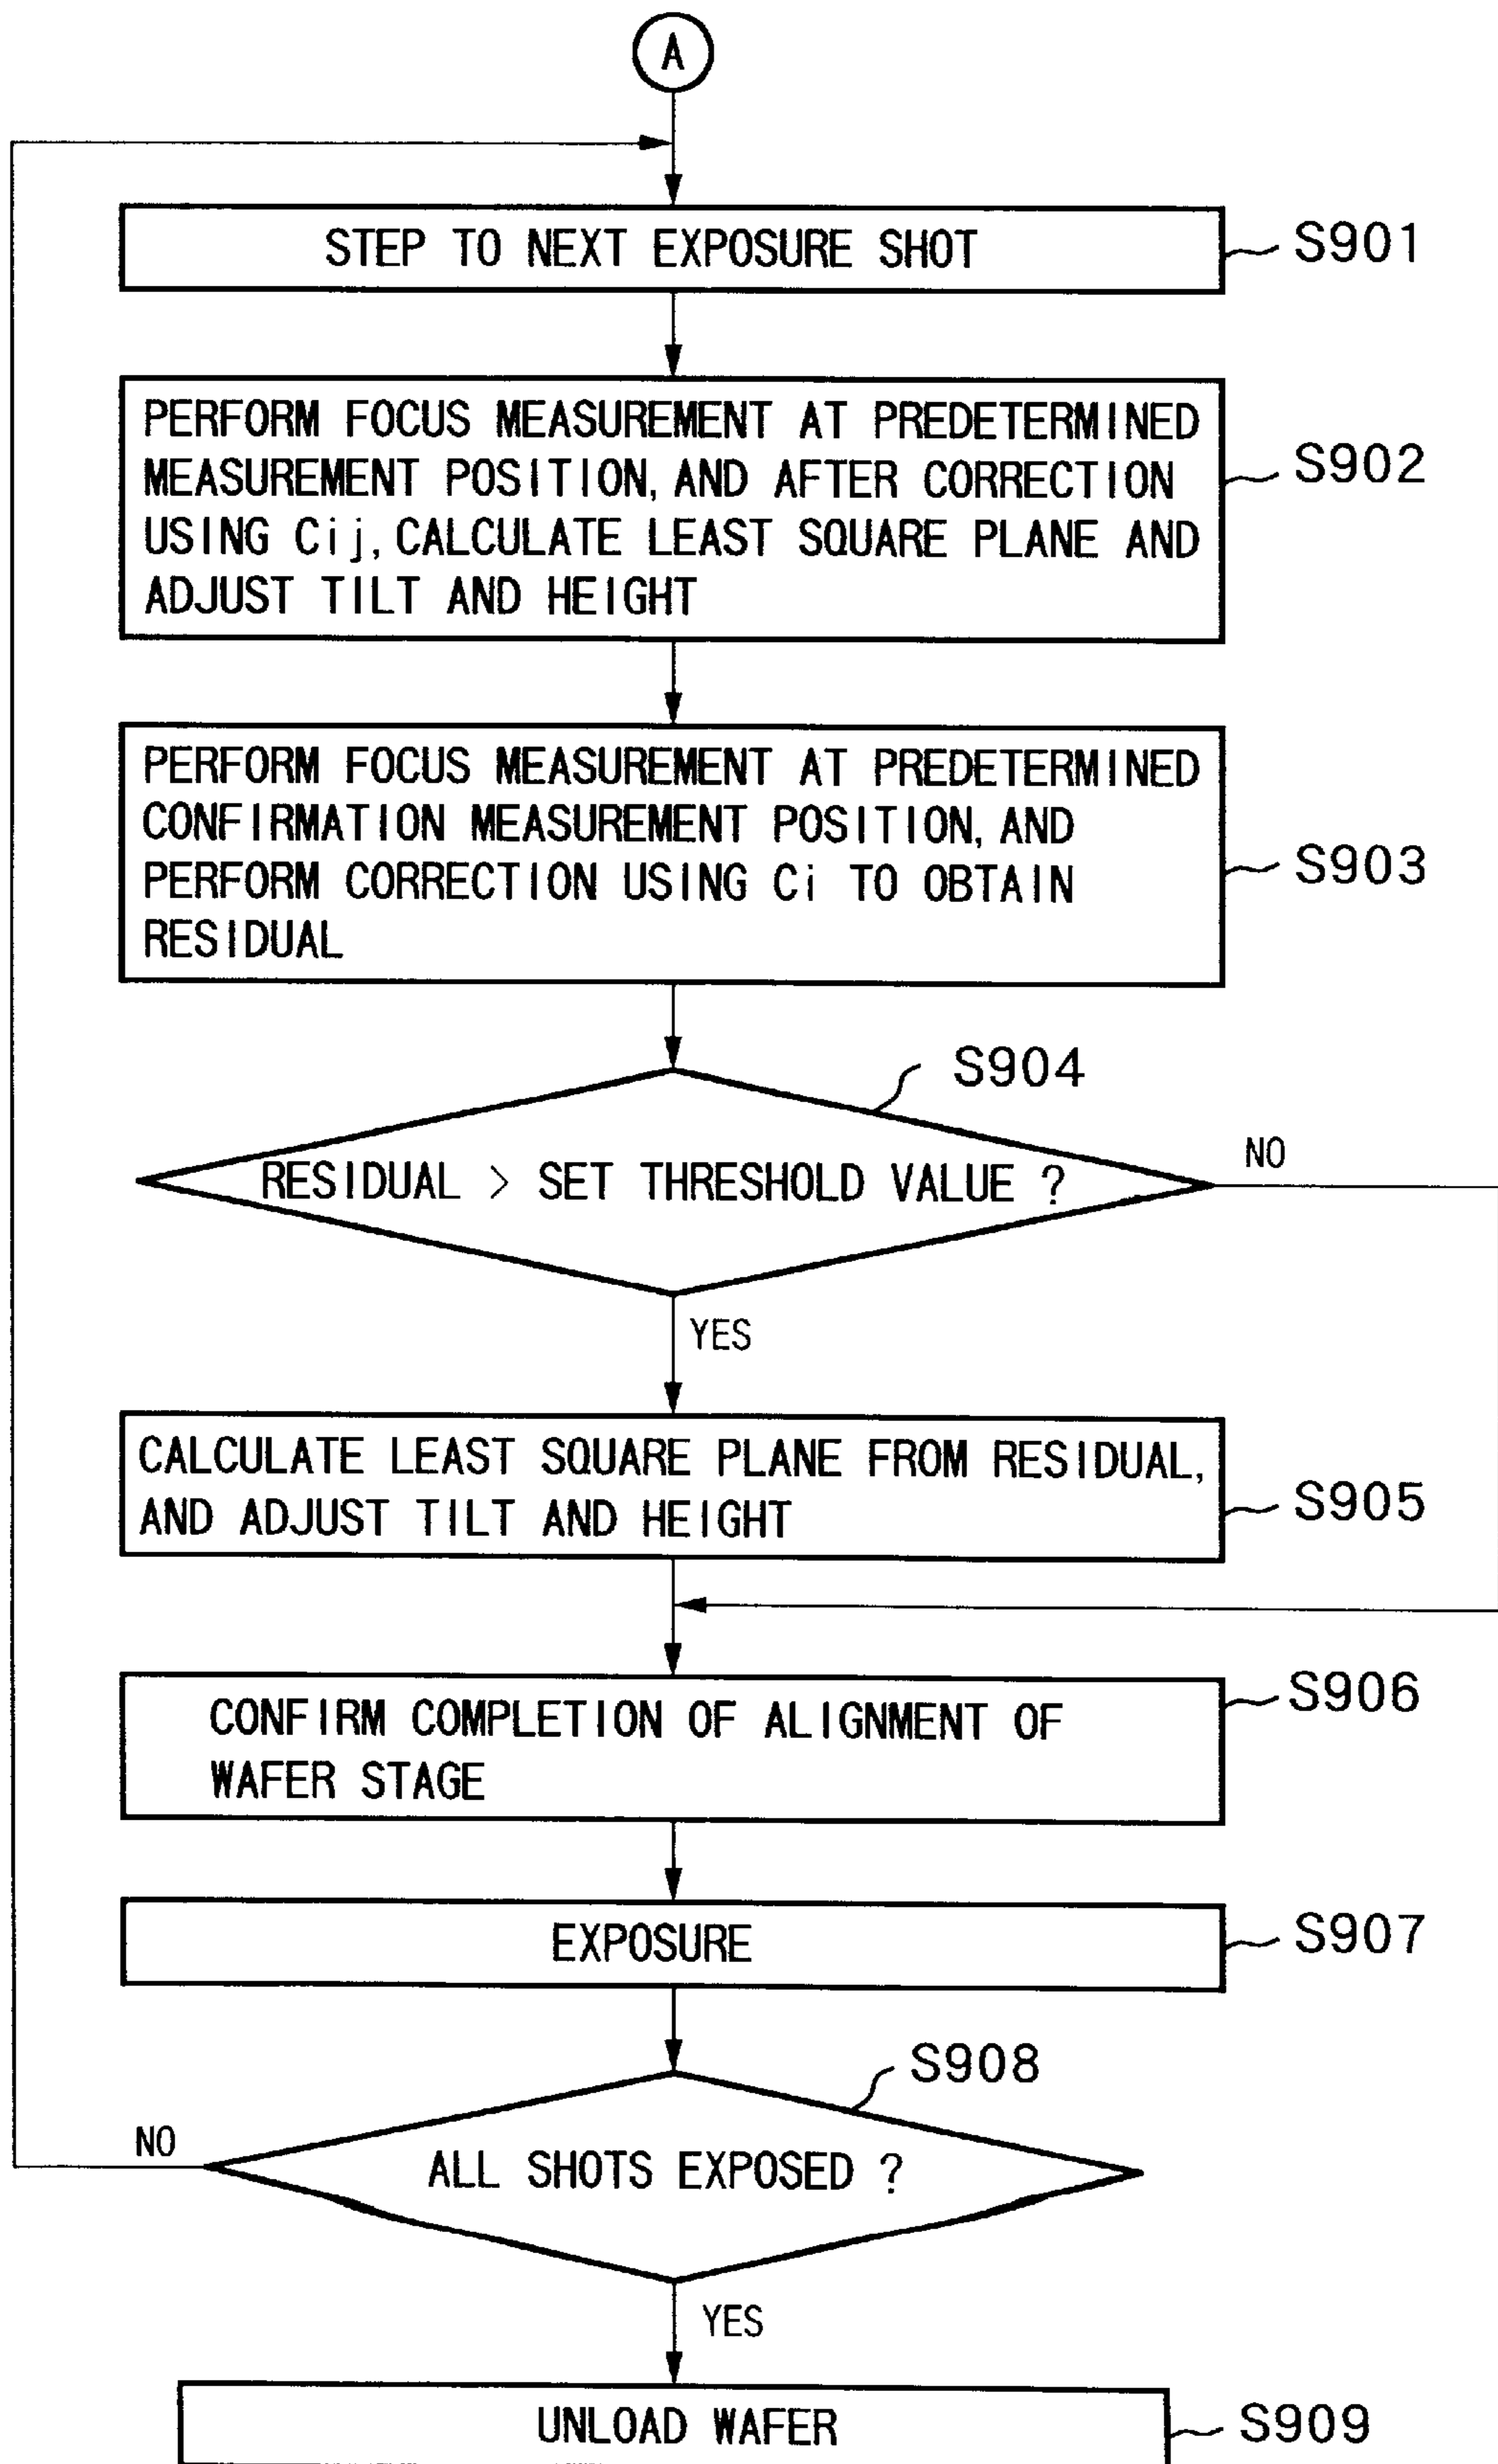 A
STEP TO NEXT EXPOSURE SHOT
S901
PERFORM FOCUS MEASUREMENT AT PREDETERMINED
MEASUREMENT POSITION, AND AFTER CORRECTION
USING Cij, CALCULATE LEAST SQUARE PLANE AND
ADJUST TILT AND HEIGHT
S902
PERFORM FOCUS MEASUREMENT AT PREDETERMINED
CONFIRMATION MEASUREMENT POSITION, AND
PERFORM CORRECTION USING Ci TO OBTAIN
RESIDUAL
S903
S904
RESIDUAL > SET THRESHOLD VALUE ?
NO
YES
CALCULATE LEAST SQUARE PLANE FROM RESIDUAL,
AND ADJUST TILT AND HEIGHT
S905
CONFIRM COMPLETION OF ALIGNMENT OF
WAFER STAGE
S906
EXPOSURE
S907
S908
NO
ALL SHOTS EXPOSED ?
YES
UNLOAD WAFER
S909